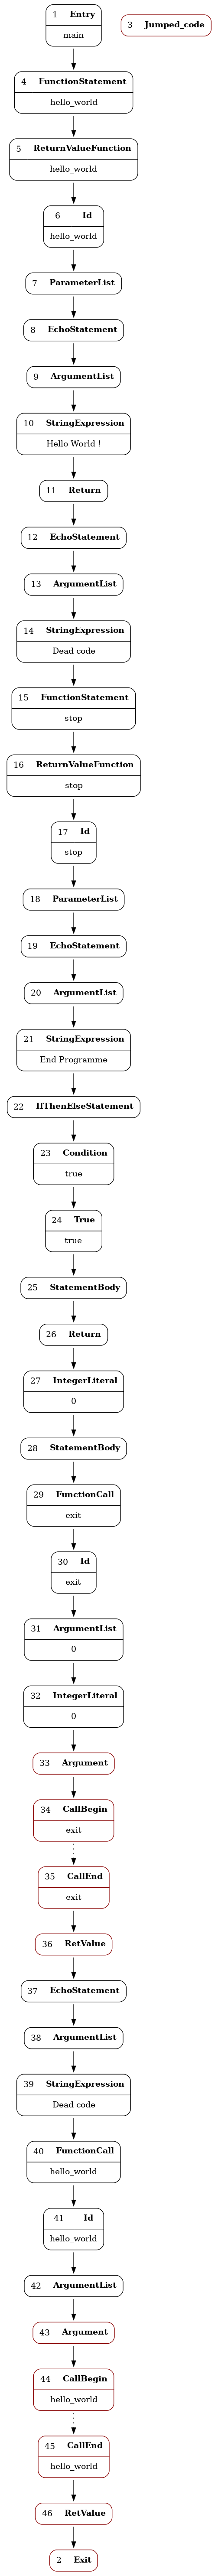 1 Entry
main
3 Jumped_code
4 FunctionStatement
hello_world
5 ReturnValueFunction
hello_world
6 Id
hello_world
7 ParameterList
8 EchoStatement
9 ArgumentList
10 StringExpression
Hello World !
11 Return
12 EchoStatement
13 ArgumentList
14 StringExpression
Dead code
15 FunctionStatement
stop
16 ReturnValueFunction
stop
17 Id
stop
18 ParameterList
19 EchoStatement
20 ArgumentList
21 StringExpression
End Programme
22 IfThenElseStatement
23 Condition
true
24 True
true
25 StatementBody
26 Return
27 IntegerLiteral
0
28 StatementBody
29 FunctionCall
exit
30 Id
exit
31 ArgumentList
0
32 IntegerLiteral
0
33 Argument
34 CallBegin
exit
35 CallEnd
exit
36 RetValue
37 EchoStatement
38 ArgumentList
39 StringExpression
Dead code
40 FunctionCall
hello_world
41 Id
hello_world
42 ArgumentList
43 Argument
44 CallBegin
hello_world
45 CallEnd
hello_world
46 RetValue
2 Exit